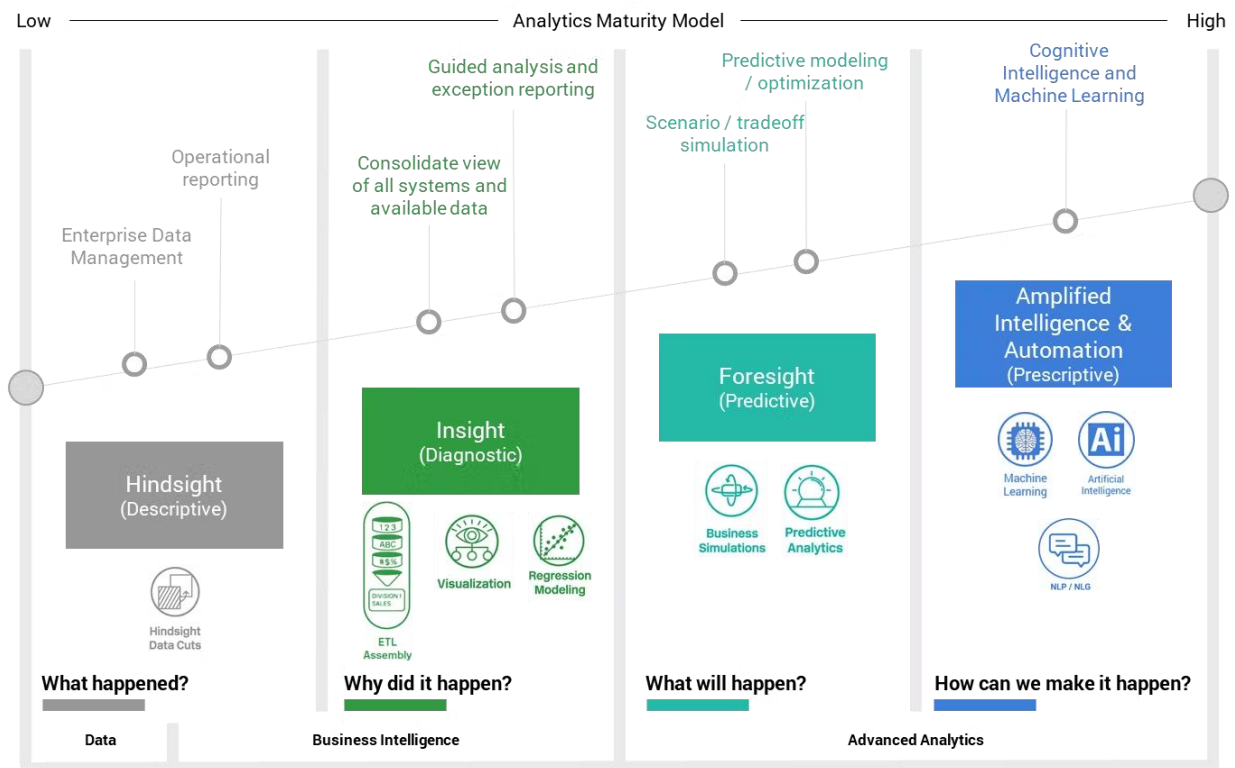 Low
Analytics Maturity Model
High
Enterprise Data
Management
Operational
reporting
Hindsight
(Descriptive)
Hindsight
Data Cuts
What happened?
Consolidate view
of all systems and
available data
Guided analysis and
exception reporting
Insight
(Diagnostic)
123
ABC
#$%
DIVISION1
SALES
ETL
Assembly
Visualization
Regression
Modeling
Why did it happen?
Scenario / tradeoff
simulation
Predictive modeling
/ optimization
Foresight
(Predictive)
Business
Simulations
Predictive
Analytics
What will happen?
Cognitive
Intelligence and
Machine Learning
Amplified
Intelligence &
Automation
(Prescriptive)
Machine
Learning
Ai
Artificial
Intelligence
NLP / NLG
How can we make it happen?
Data
Business Intelligence
Advanced Analytics